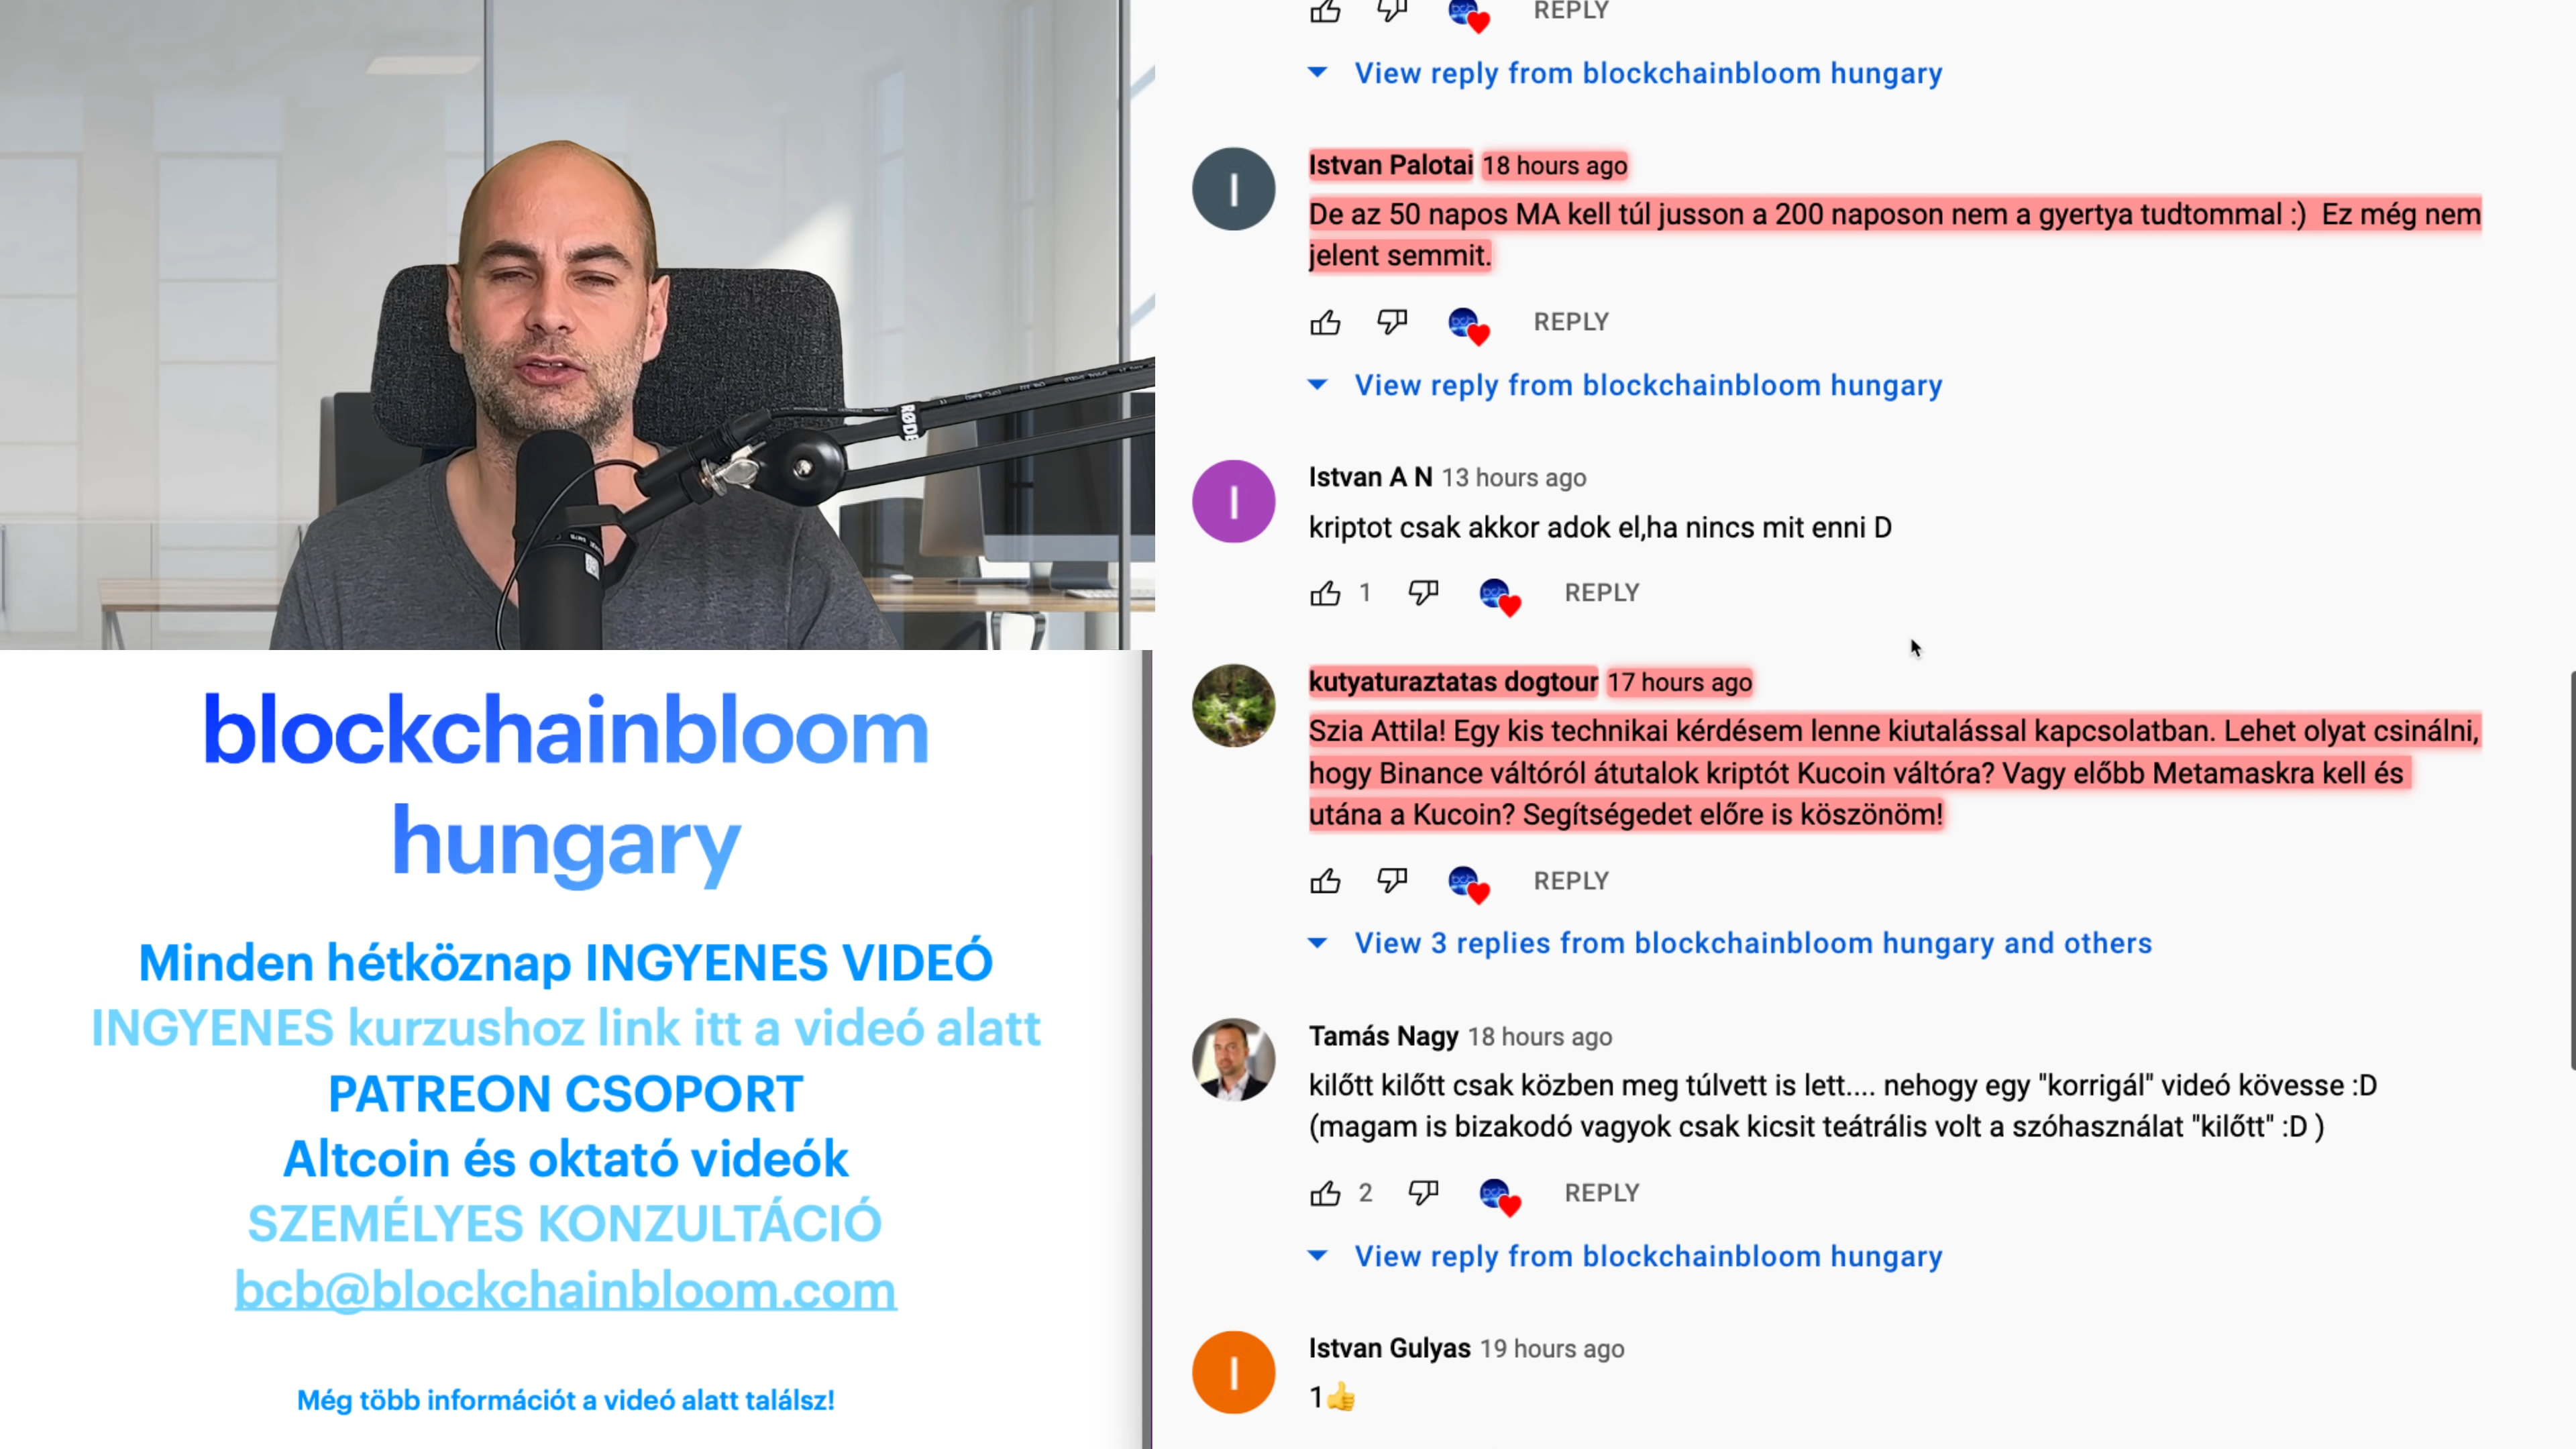 RØDE
blockchainbloom
hungary
Minden hétköznap INGYENES VIDEÓ
INGYENES kurzushoz link itt a videó alatt
PATREON CSOPORT
Altcoin és oktató videók
SZEMÉLYES KONZULTÁCIÓ
bcb@blockchainbloom.com
Még több információt a videó alatt találsz!
REPLY
View reply from blockchainbloom hungary
I
Istvan Palotai 18 hours ago
De az 50 napos MA kell túl jusson a 200 naposon nem a gyertya tudtommal :) Ez még nem
jelent semmit.
bcb
REPLY
View reply from blockchainbloom hungary
I
Istvan A N 13 hours ago
kriptot csak akkor adok el,ha nincs mit enni D
1
bcb
REPLY
kutyaturaztatas dogtour 17 hours ago
Szia Attila! Egy kis technikai kérdésem lenne kiutalással kapcsolatban. Lehet olyat csinálni,
hogy Binance váltóról átutalok kriptót Kucoin váltóra? Vagy előbb Metamaskra kell és
utána a Kucoin? Segítségedet előre is köszönöm!
bcb
REPLY
View 3 replies from blockchainbloom hungary and others
Tamás Nagy 18 hours ago
kilőtt kilőtt csak közben meg túlvett is lett.... nehogy egy "korrigál" videó kövesse :D
(magam is bizakodó vagyok csak kicsit teátrális volt a szóhasználat "kilőtt" :D )
2
bcb
REPLY
View reply from blockchainbloom hungary
I
Istvan Gulyas 19 hours ago
1👍